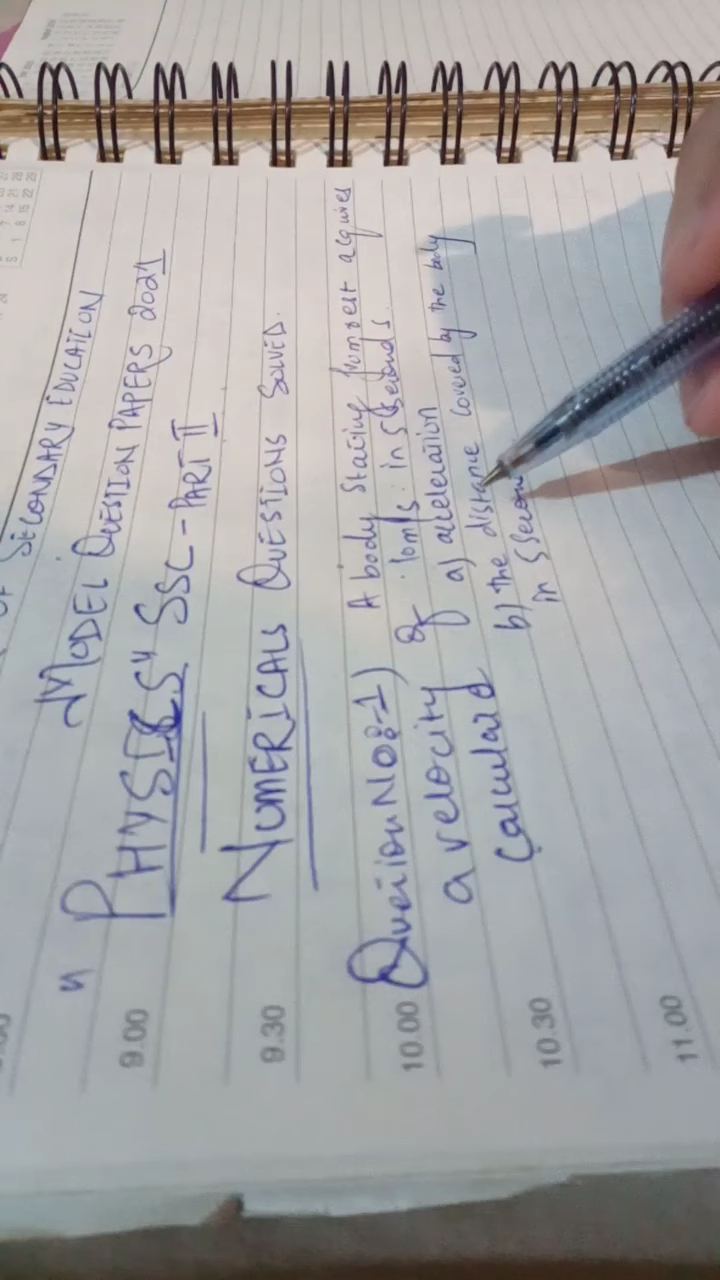 SECONDARY EDUCATION
MODEL QUESTION PAPERS 2021
" PHYSICS" SSC-PART II
NUMERICALS QUESTIONS SOLVED.
Question No:-1) A body Stating from rest acquires
a velocity of 10m/s in 5 seconds.
Calculate a) acceleration
b) the distance covered by the body
in 5 second
9.00
9.30
10.00
10.30
11.00